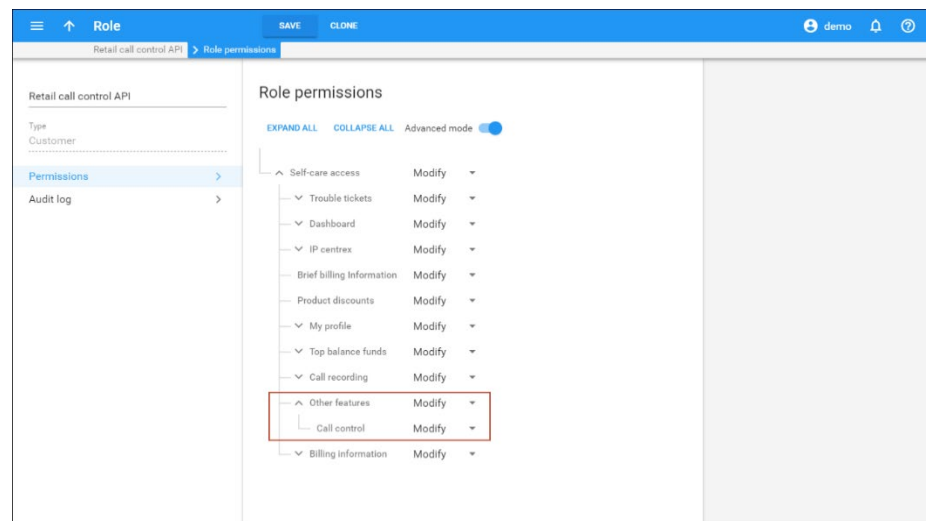 Role SAVE CLONE demo
Retail call control API Role permissions
Retail call control API
Type
Customer
Permissions
Audit log
Role permissions
EXPAND ALL COLLAPSE ALL Advanced mode
Self-care access Modify
Trouble tickets Modify
Dashboard Modify
IP centrex Modify
Brief billing Information Modify
Product discounts Modify
My profile Modify
Top balance funds Modify
Call recording Modify
Other features Modify
Call control Modify
Billing information Modify